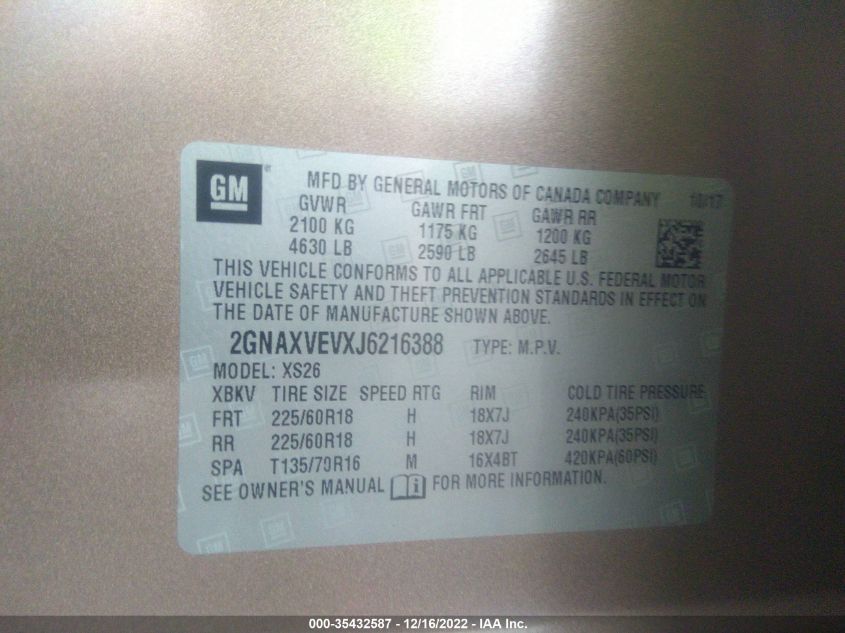 GM
MFD BY GENERAL MOTORS OF CANADA COMPANY 10/17
GVWR GAWR FRT GAWR RR
2100 KG 1175 KG 1200 KG
4630 LB 2590 LB 2645 LB
THIS VEHICLE CONFORMS TO ALL APPLICABLE U.S. FEDERAL MOTOR
VEHICLE SAFETY AND THEFT PREVENTION STANDARDS IN EFFECT ON
THE DATE OF MANUFACTURE SHOWN ABOVE.
2GNAXVEVXJ6216388 TYPE: M.P.V.
MODEL: XS26
XBKV TIRE SIZE SPEED RTG RIM COLD TIRE PRESSURE
FRT 225/60R18 H 18X7J 240KPA(35PSI)
RR 225/60R18 H 18X7J 240KPA(35PSI)
SPA T135/70R16 M 16X4BT 420KPA(60PSI)
SEE OWNER'S MANUAL FOR MORE INFORMATION.
000-35432587 - 12/16/2022 - IAA Inc.